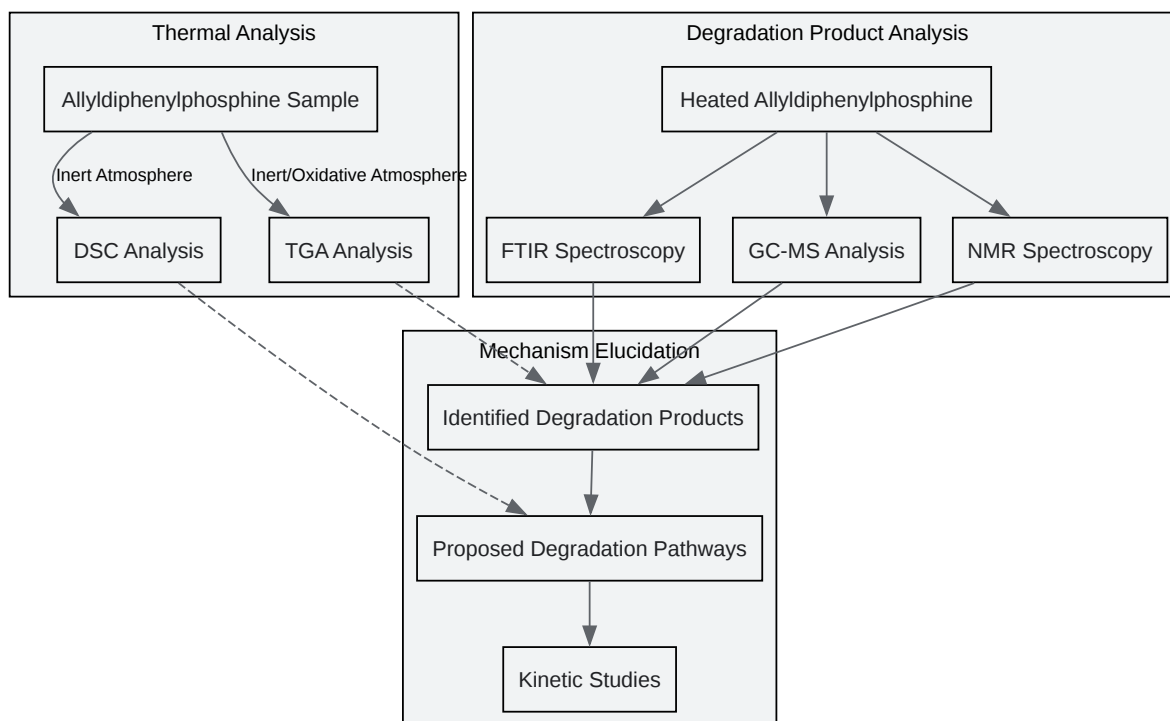 Thermal Analysis
Allyldiphenylphosphine Sample
Inert Atmosphere
Inert/Oxidative Atmosphere
DSC Analysis
TGA Analysis
Degradation Product Analysis
Heated Allyldiphenylphosphine
FTIR Spectroscopy
GC-MS Analysis
NMR Spectroscopy
Mechanism Elucidation
Identified Degradation Products
Proposed Degradation Pathways
Kinetic Studies